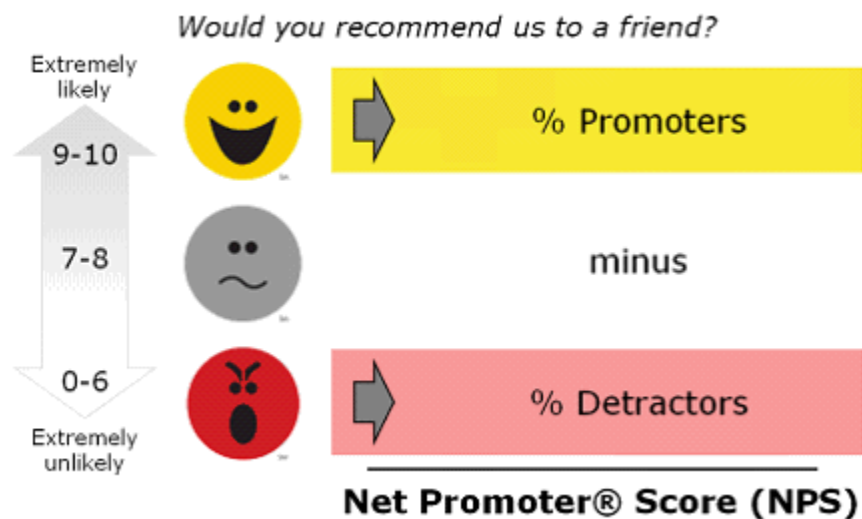 Would you recommend us to a friend?
Extremely
likely
9-10
% Promoters
7-8
minus
0-6
% Detractors
Extremely
unlikely
Net Promoter® Score (NPS)